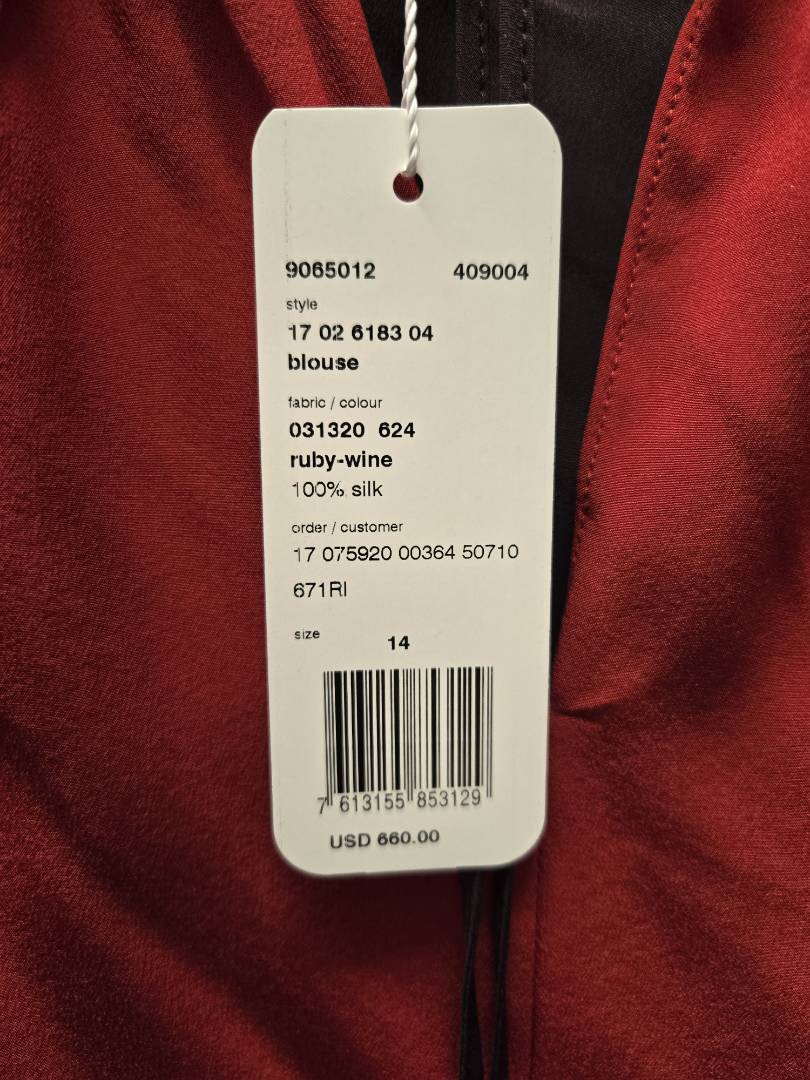 9065012 409004
style
17 02 6183 04
blouse
fabric / colour
031320 624
ruby-wine
100% silk
order / customer
17 075920 00364 50710
671RI
size 14
7 613155 853129
USD 660.00